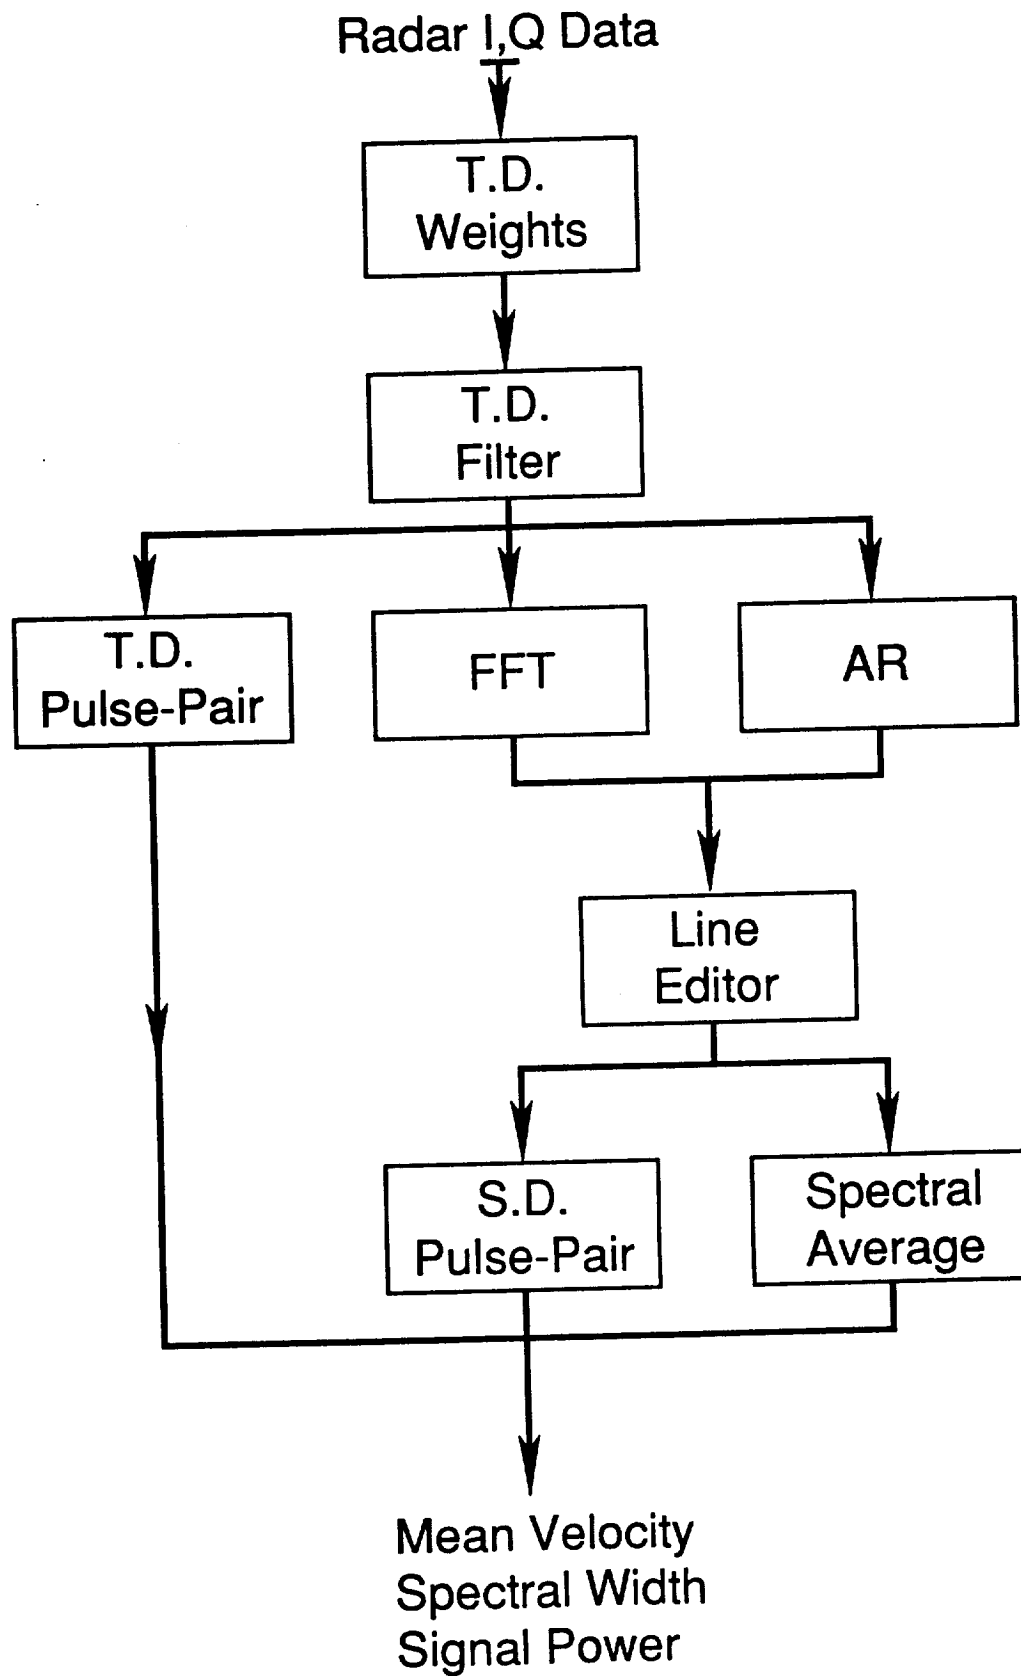 Radar I,Q Data
T.D.
Weights
T.D.
Filter
T.D.
Pulse-Pair
FFT
AR
Line
Editor
S.D.
Pulse-Pair
Spectral
Average
Mean Velocity
Spectral Width
Signal Power